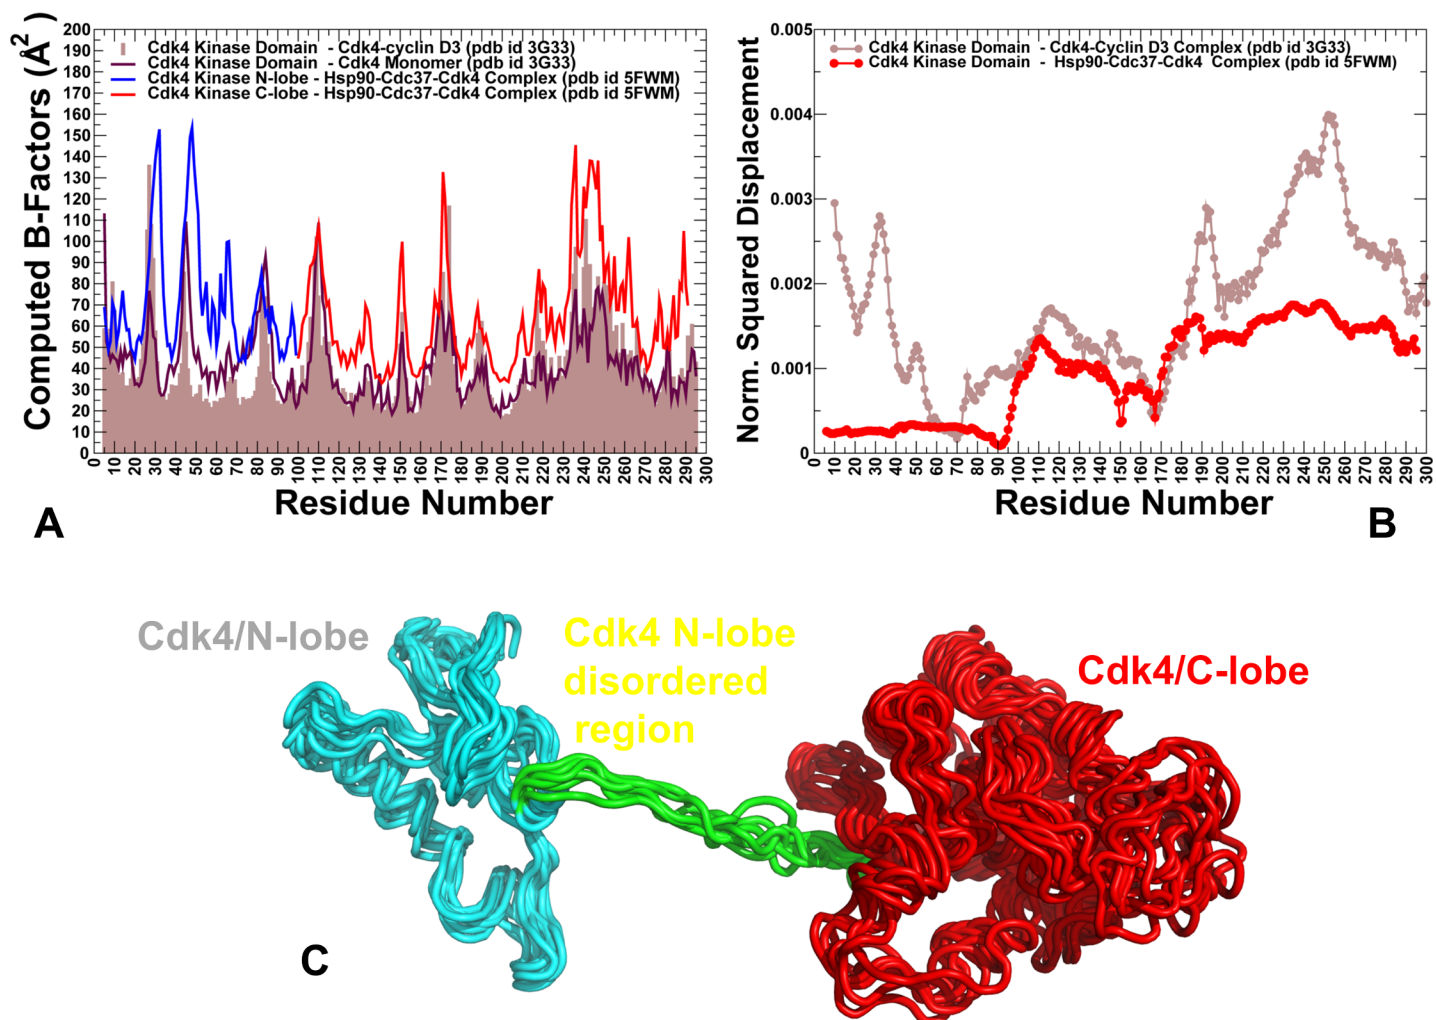 Computed B-Factors (Å²)
200
190
180
170
160
150
140
130
120
110
100
90
80
70
60
50
40
30
20
10
0
Cdk4 Kinase Domain - Cdk4-cyclin D3 (pdb id 3G33)
Cdk4 Kinase Domain - Cdk4 Monomer (pdb id 3G33)
Cdk4 Kinase N-lobe - Hsp90-Cdc37-Cdk4 Complex (pdb id 5FWM)
Cdk4 Kinase C-lobe - Hsp90-Cdc37-Cdk4 Complex (pdb id 5FWM)
0 10 20 30 40 50 60 70 80 90 100 110 120 130 140 150 160 170 180 190 200 210 220 230 240 250 260 270 280 290 300
Residue Number
A
Norm. Squared Displacement
0.005
0.004
0.003
0.002
0.001
0
Cdk4 Kinase Domain - Cdk4-Cyclin D3 Complex (pdb id 3G33)
Cdk4 Kinase Domain - Hsp90-Cdc37-Cdk4 Complex (pdb id 5FWM)
0 10 20 30 40 50 60 70 80 90 100 110 120 130 140 150 160 170 180 190 200 210 220 230 240 250 260 270 280 290 300
Residue Number
B
Cdk4/N-lobe
Cdk4 N-lobe
disordered
region
Cdk4/C-lobe
C